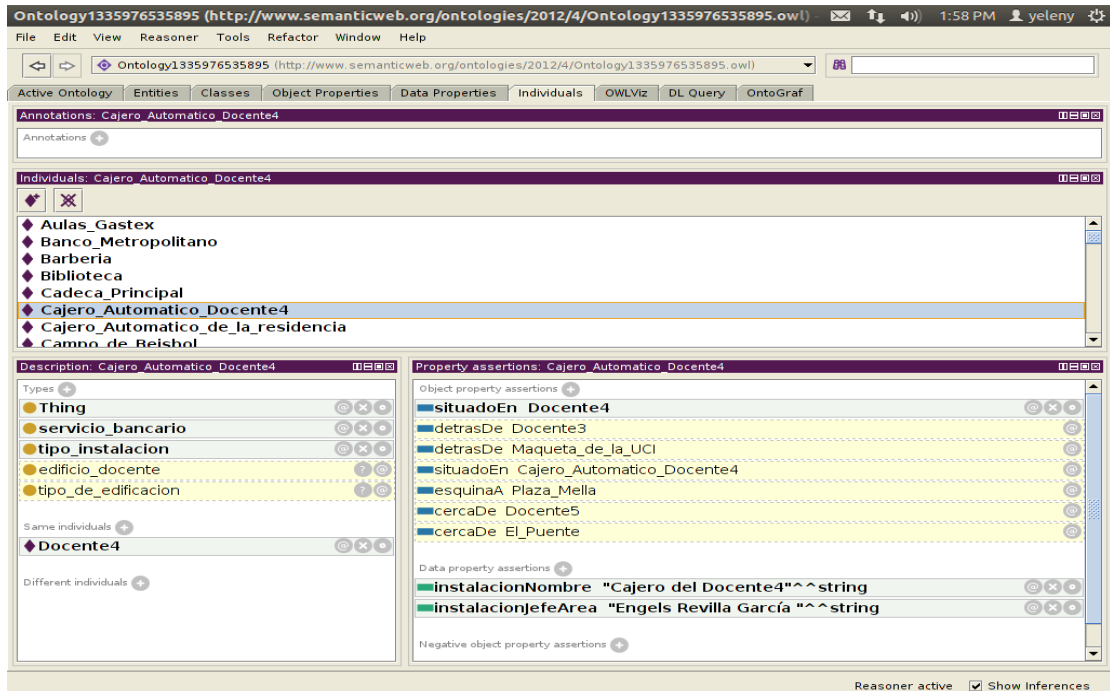 Ontology1335976535895 (http://www.semanticweb.org/ontologies/2012/4/Ontology1335976535895.owl) - 1:58 PM yeleny
File Edit View Reasoner Tools Refactor Window Help
Ontology1335976535895 (http://www.semanticweb.org/ontologies/2012/4/Ontology1335976535895.owl)
Active Ontology Entities Classes Object Properties Data Properties Individuals OWLViz DL Query OntoGraf
Annotations: Cajero_Automatico_Docente4
Annotations
Individuals: Cajero_Automatico_Docente4
Aulas_Gastex
Banco_Metropolitano
Barberia
Biblioteca
Cadeca_Principal
Cajero_Automatico_Docente4
Cajero_Automatico_de_la_residencia
Campo_de_Beisbol
Description: Cajero_Automatico_Docente4
Types
Thing
servicio_bancario
tipo_instalacion
edificio_docente
tipo_de_edificacion
Same individuals
Docente4
Different individuals
Property assertions: Cajero_Automatico_Docente4
Object property assertions
situadoEn Docente4
detrasDe Docente3
detrasDe Maqueta_de_la_UCI
situadoEn Cajero_Automatico_Docente4
esquinaA Plaza_Mella
cercaDe Docente5
cercaDe El_Puente
Data property assertions
instalacionNombre "Cajero del Docente4"^^string
instalacionJefeArea "Engels Revilla García "^^string
Negative object property assertions
Reasoner active Show Inferences